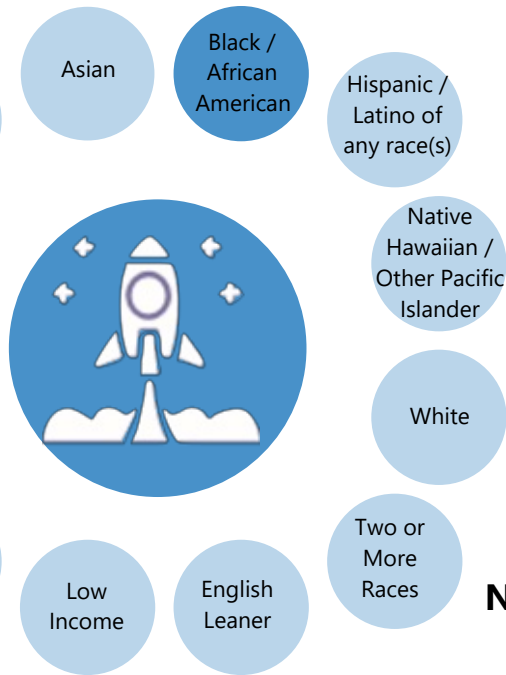 Asian
Black /
African
American
Hispanic /
Latino of
any race(s)
Native
Hawaiian /
Other Pacific
Islander
White
Two or
More
Races
English
Leaner
Low
Income
N